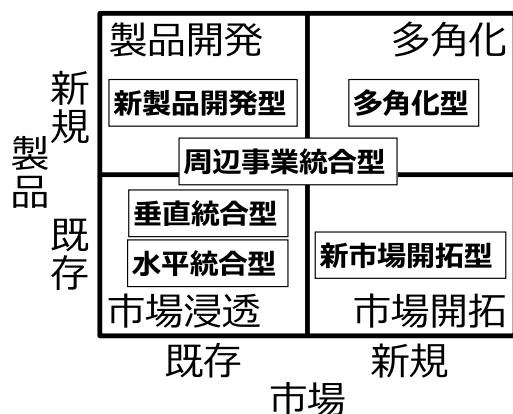 製品開発
多角化
新製品開発型
多角化型
新規
製品
周辺事業統合型
垂直統合型
水平統合型
新市場開拓型
既存
市場浸透
市場開拓
既存
新規
市場